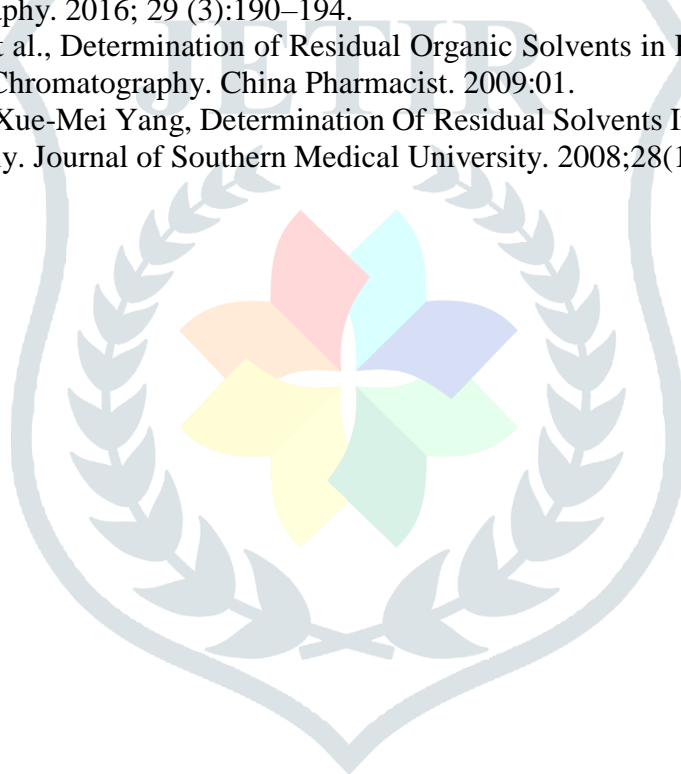 aphy. 2016; 29 (3):190–194.
t al., Determination of Residual Organic Solvents in
Chromatography. China Pharmacist. 2009:01.
Xue-Mei Yang, Determination Of Residual Solvents I
y. Journal of Southern Medical University. 2008;28(1
JETIR